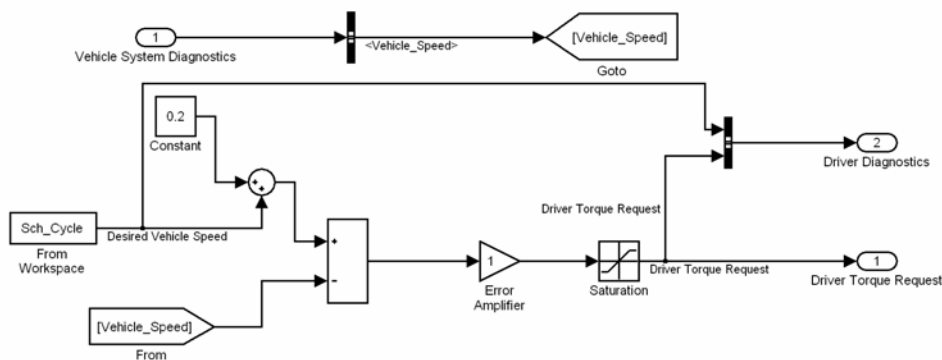 1
Vehicle System Diagnostics
<Vehicle_Speed>
[Vehicle_Speed]
Goto
0.2
Constant
+
+
2
Driver Diagnostics
Driver Torque Request
Sch_Cycle
Desired Vehicle Speed
From
Workspace
+
−
1
Error
Amplifier
Saturation
Driver Torque Request
1
Driver Torque Request
[Vehicle_Speed]
From